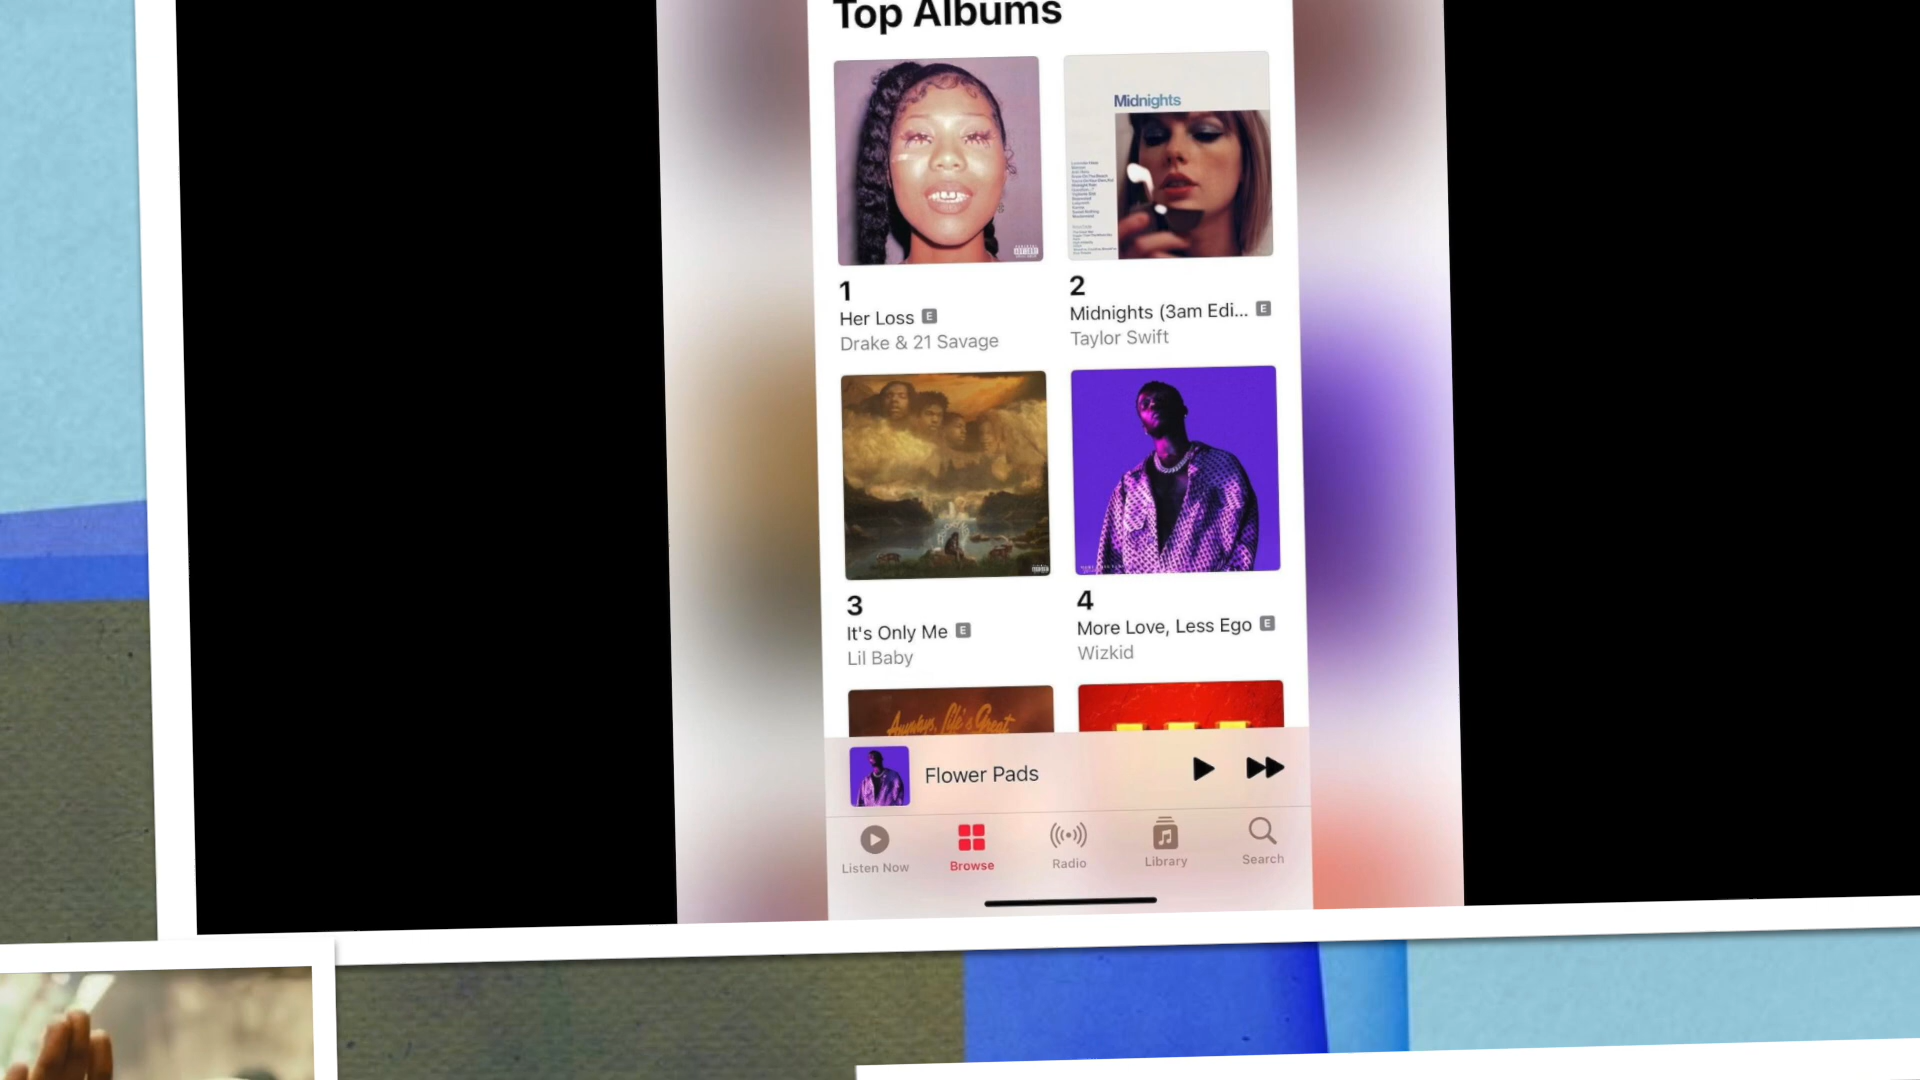 Top Albums
Midnights
1
Her Loss E
Drake & 21 Savage
2
Midnights (3am Edi... E
Taylor Swift
3
It's Only Me E
Lil Baby
4
More Love, Less Ego E
Wizkid
Anyways, Life's Great
Flower Pads
Listen Now
Browse
Radio
Library
Search